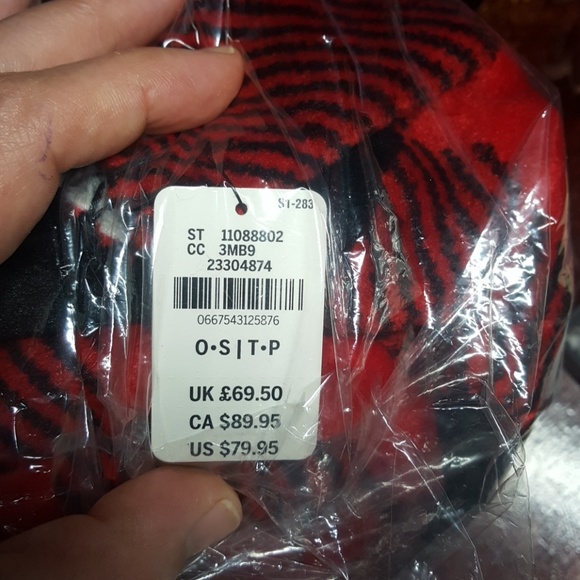 S1-283
ST 11088802
CC 3MB9
23304874
0667543125876
O•S|T•P
UK £69.50
CA $89.95
US $79.95